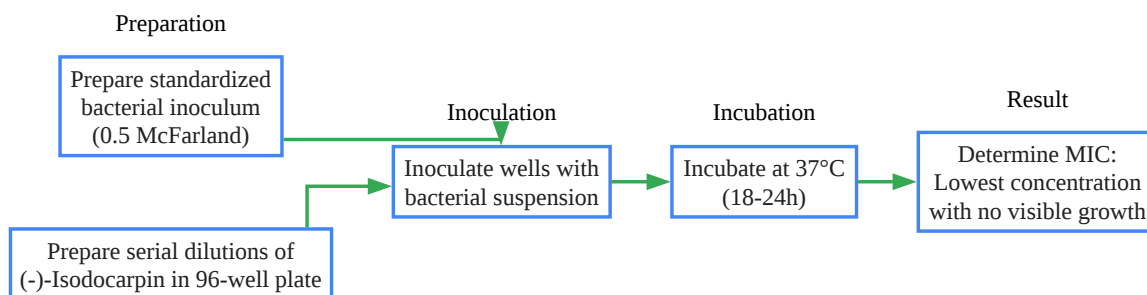 Preparation
Prepare standardized
bacterial inoculum
(0.5 McFarland)
Prepare serial dilutions of
(-)-Isodocarpin in 96-well plate
Inoculation
Inoculate wells with
bacterial suspension
Incubation
Incubate at 37°C
(18-24h)
Result
Determine MIC:
Lowest concentration
with no visible growth